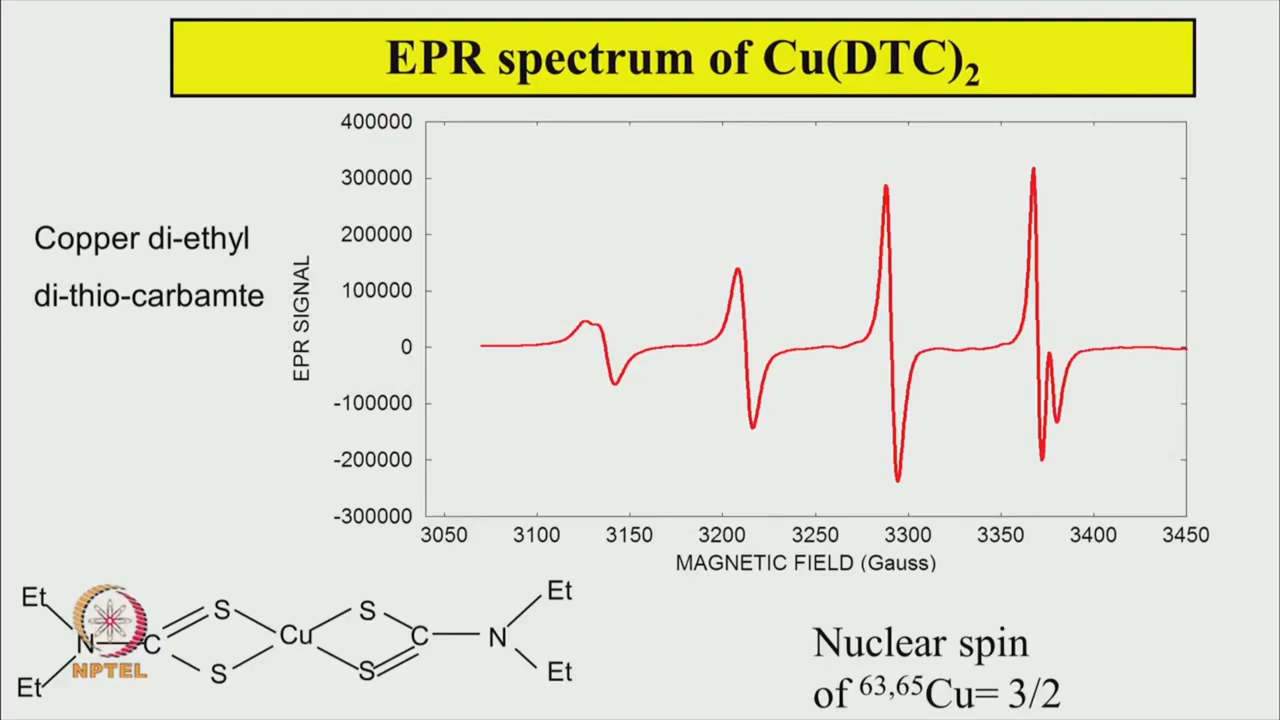 EPR spectrum of Cu(DTC)₂
Copper di-ethyl
di-thio-carbamte
EPR SIGNAL
400000
300000
200000
100000
0
-100000
-200000
-300000
3050 3100 3150 3200 3250 3300 3350 3400 3450
MAGNETIC FIELD (Gauss)
Et Et
S S
N C Cu C N
S S
Et Et
NPTEL
Nuclear spin
of ⁶³,⁶⁵Cu= 3/2